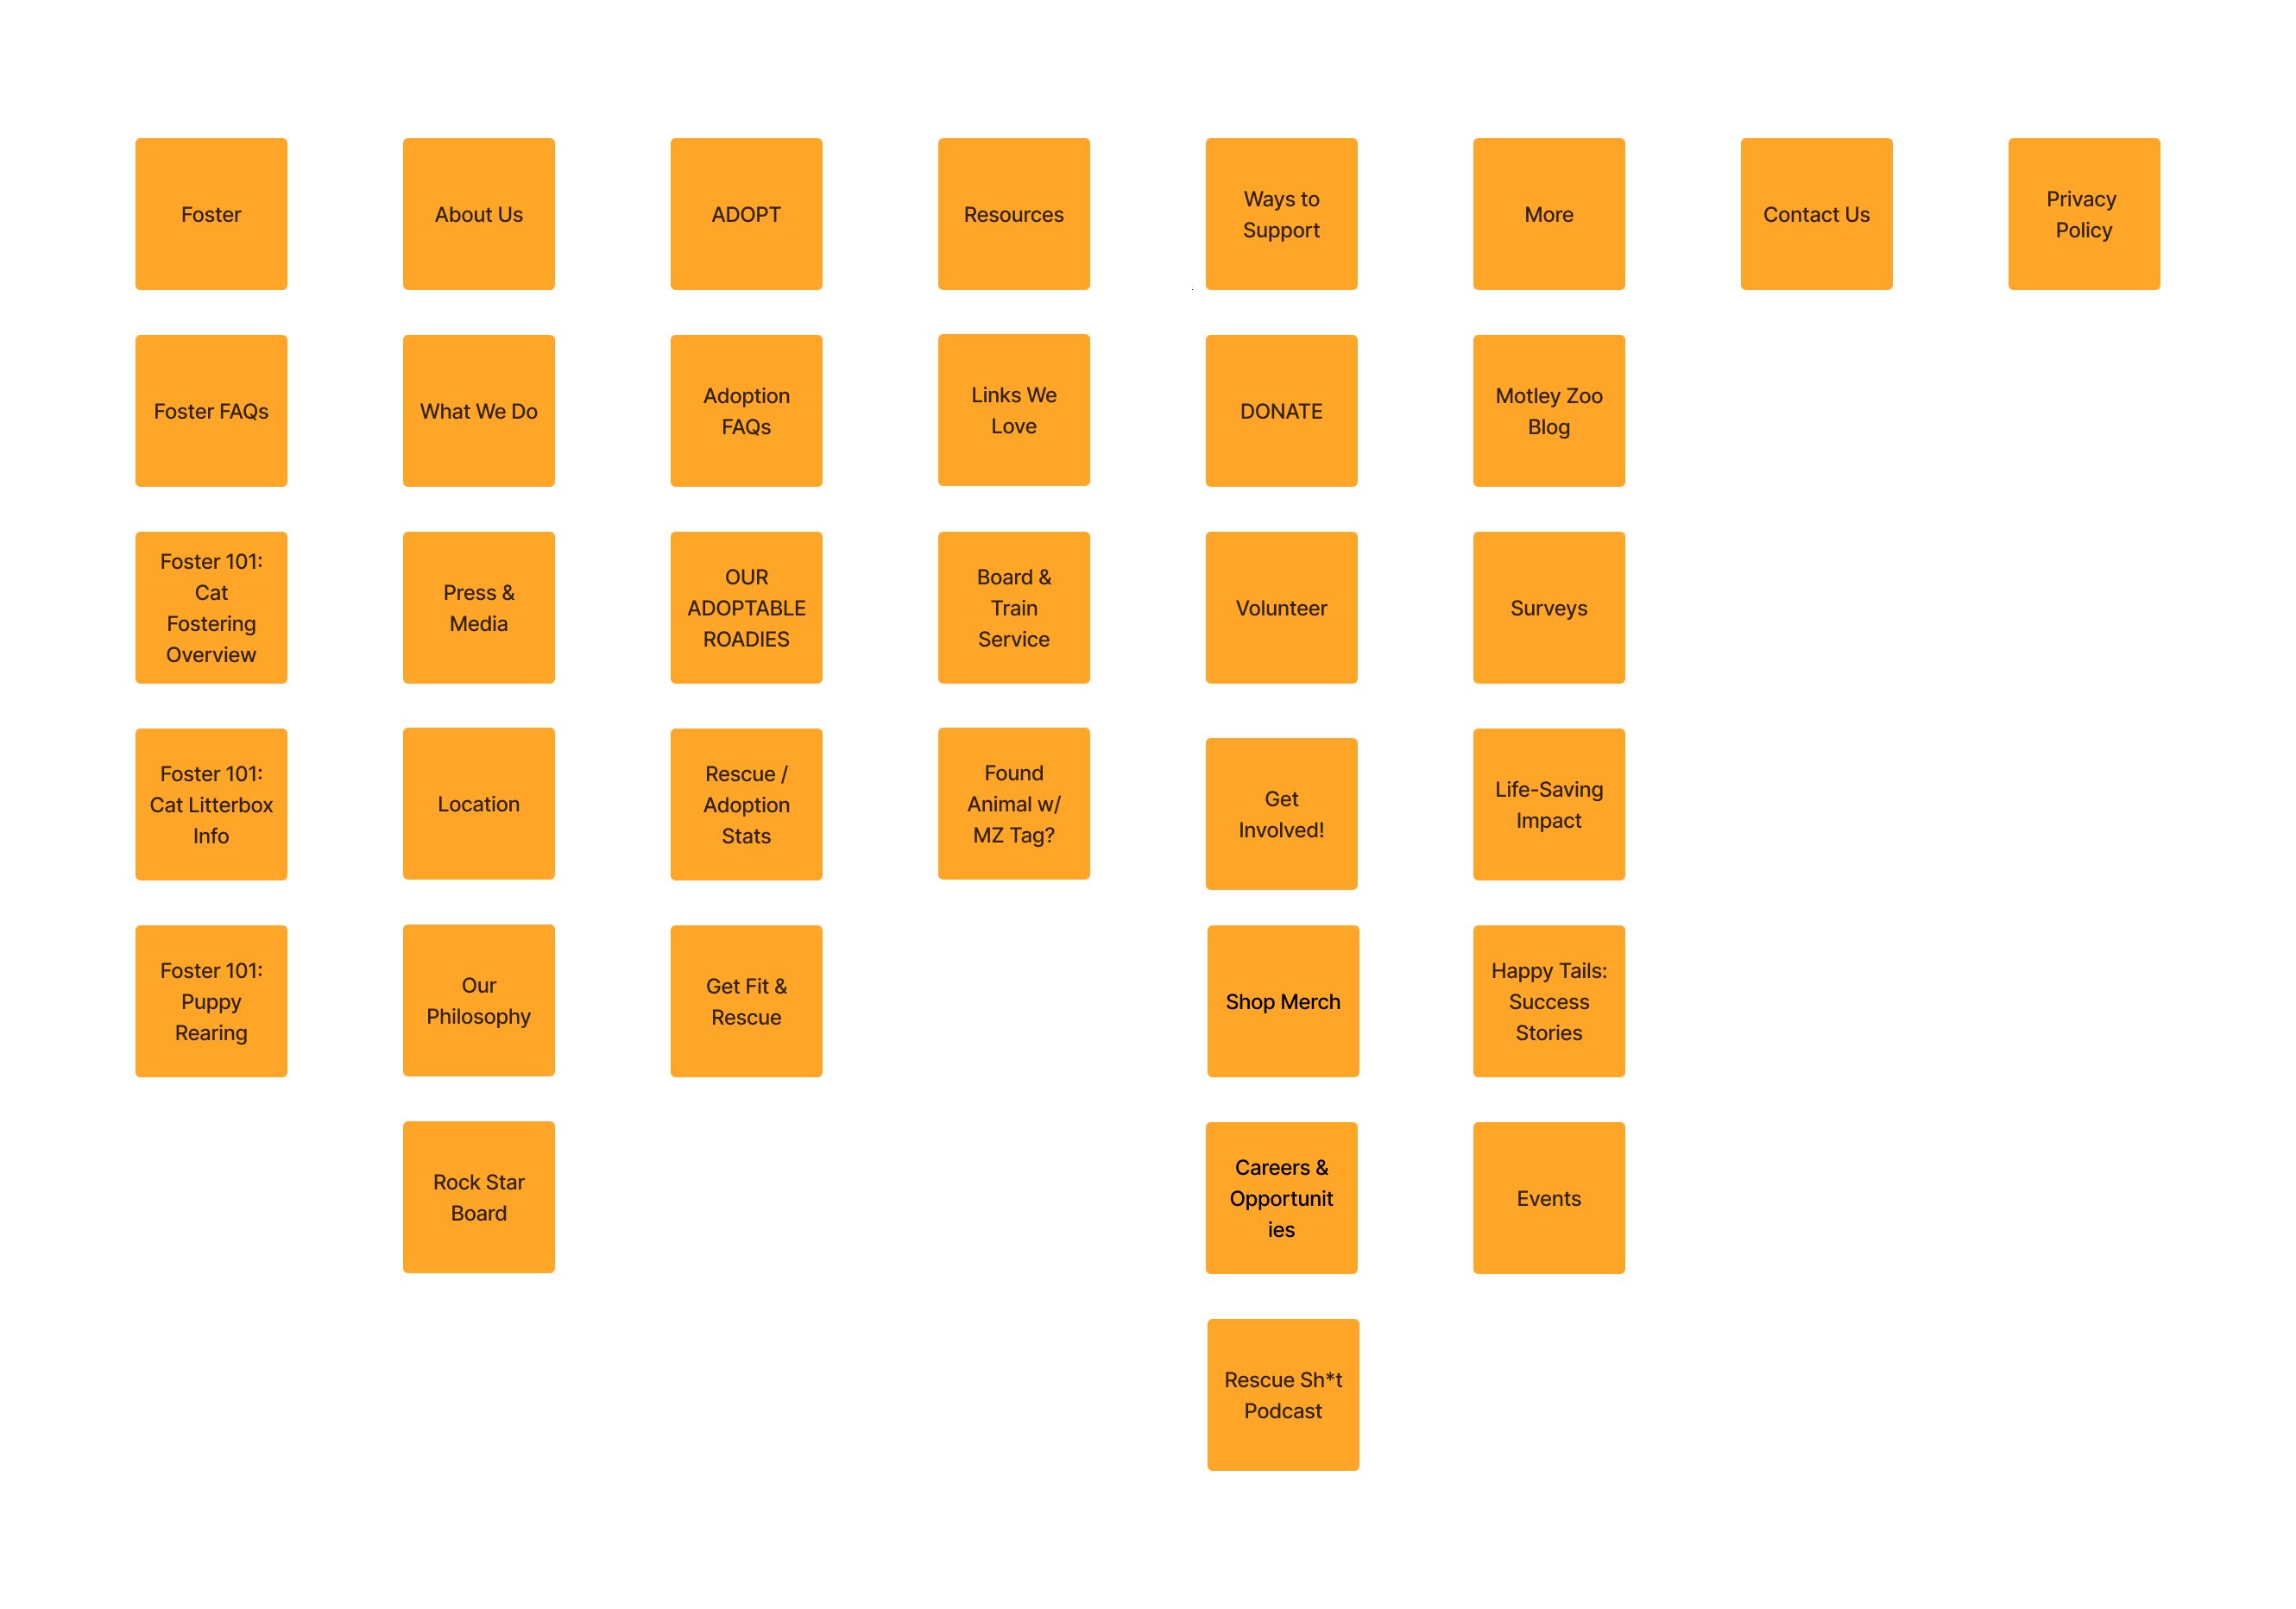 Foster
About Us
ADOPT
Resources
Ways to
Support
More
Contact Us
Privacy
Policy
Foster FAQs
What We Do
Adoption
FAQs
Links We
Love
DONATE
Motley Zoo
Blog
Foster 101:
Cat
Fostering
Overview
Press &
Media
OUR
ADOPTABLE
ROADIES
Board &
Train
Service
Volunteer
Surveys
Foster 101:
Cat Litterbox
Info
Location
Rescue /
Adoption
Stats
Found
Animal w/
MZ Tag?
Get
Involved!
Life-Saving
Impact
Foster 101:
Puppy
Rearing
Our
Philosophy
Get Fit &
Rescue
Shop Merch
Happy Tails:
Success
Stories
Rock Star
Board
Careers &
Opportunit
ies
Events
Rescue Sh*t
Podcast